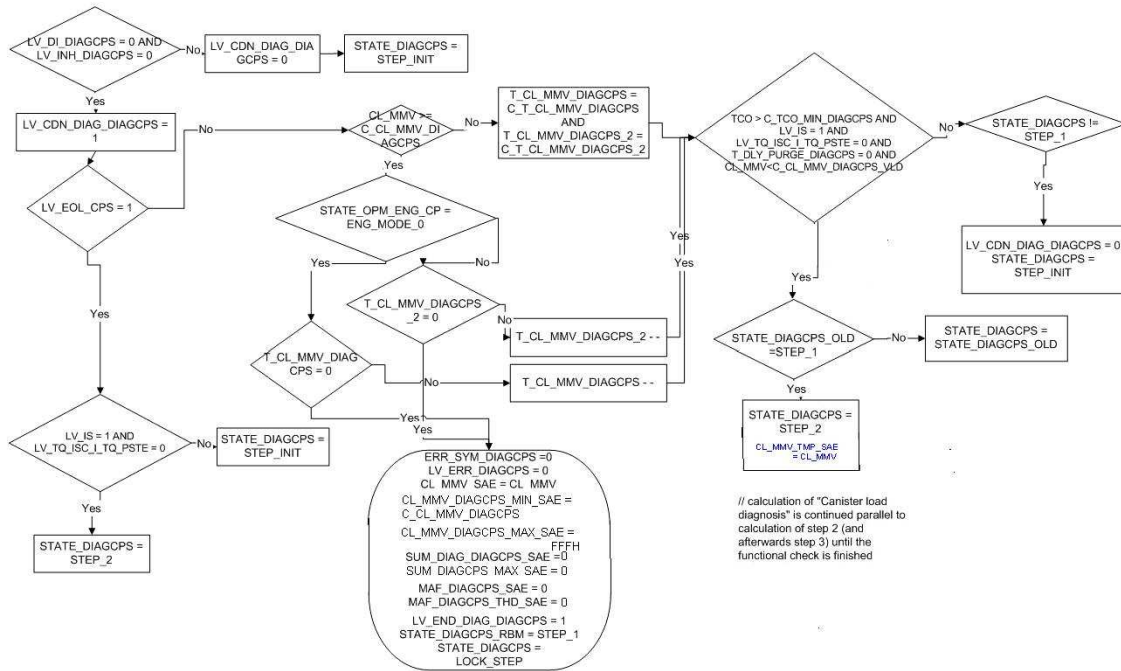 LV_DI_DIAGCPS = 0 AND
LV_INH_DIAGCPS = 0
No
LV_CDN_DIAG_DIA
GCPS = 0
STATE_DIAGCPS =
STEP_INIT
Yes
LV_CDN_DIAG_DIAGCPS =
1
LV_EOL_CPS = 1
No
Yes
LV_IS = 1 AND
LV_TQ_ISC_I_TQ_PSTE = 0
No
STATE_DIAGCPS =
STEP_INIT
Yes
STATE_DIAGCPS =
STEP_2
CL_MMV >=
C_CL_MMV_DI
AGCPS
No
T_CL_MMV_DIAGCPS =
C_T_CL_MMV_DIAGCPS
AND
T_CL_MMV_DIAGCPS_2 =
C_T_CL_MMV_DIAGCPS_2
Yes
STATE_OPM_ENG_CP =
ENG_MODE_0
Yes
No
T_CL_MMV_DIAGCPS
_2 = 0
No
T_CL_MMV_DIAGCPS_2 - -
Yes
Yes
T_CL_MMV_DIAG
CPS = 0
No
T_CL_MMV_DIAGCPS - -
Yes
Yes
ERR_SYM_DIAGCPS =0
LV_ERR_DIAGCPS = 0
CL_MMV_SAE = CL_MMV
CL_MMV_DIAGCPS_MIN_SAE =
C_CL_MMV_DIAGCPS
CL_MMV_DIAGCPS_MAX_SAE =
FFFH
SUM_DIAG_DIAGCPS_SAE =0
SUM_DIAGCPS_MAX_SAE = 0
MAF_DIAGCPS_SAE = 0
MAF_DIAGCPS_THD_SAE = 0
LV_END_DIAG_DIAGCPS = 1
STATE_DIAGCPS_RBM = STEP_1
STATE_DIAGCPS =
LOCK_STEP
TCO > C_TCO_MIN_DIAGCPS AND
LV_IS = 1 AND
LV_TQ_ISC_I_TQ_PSTE = 0 AND
T_DLY_PURGE_DIAGCPS = 0 AND
CL_MMV<C_CL_MMV_DIAGCPS_VLD
No
STATE_DIAGCPS !=
STEP_1
Yes
LV_CDN_DIAG_DIAGCPS = 0
STATE_DIAGCPS =
STEP_INIT
Yes
STATE_DIAGCPS_OLD
=STEP_1
No
STATE_DIAGCPS =
STATE_DIAGCPS_OLD
Yes
STATE_DIAGCPS =
STEP_2
CL_MMV_TMP_SAE
= CL_MMV
// calculation of "Canister load
diagnosis" is continued parallel to
calculation of step 2 (and
afterwards step 3) until the
functional check is finished